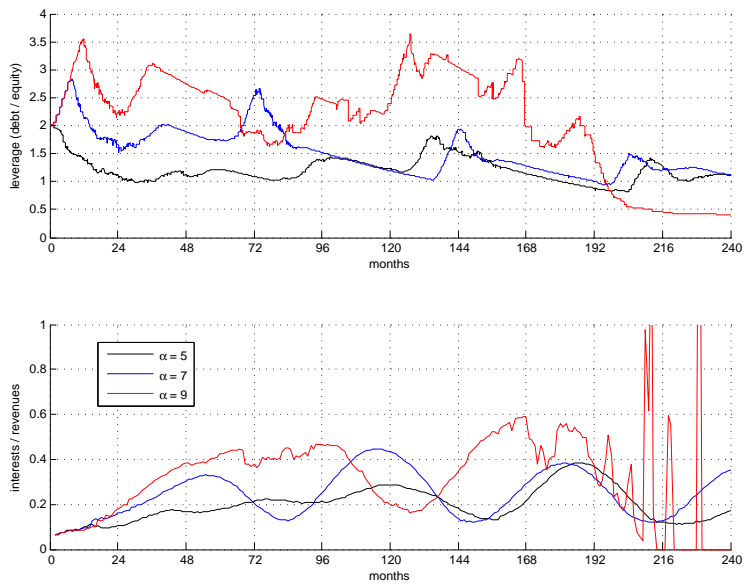 4
3.5
3
2.5
2
1.5
1
0.5
0
leverage (debt / equity)
0 24 48 72 96 120 144 168 192 216 240
months
1
0.8
0.6
0.4
0.2
0
interests / revenues
α = 5
α = 7
α = 9
0 24 48 72 96 120 144 168 192 216 240
months